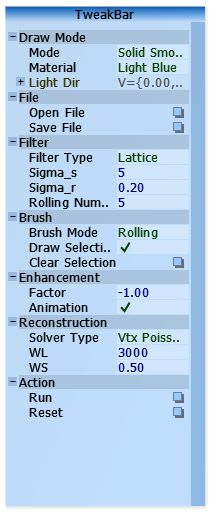 TweakBar
Draw Mode
Mode Solid Smo..
Material Light Blue
Light Dir V={0.00,..
File
Open File
Save File
Filter
Filter Type Lattice
Sigma_s 5
Sigma_r 0.20
Rolling Num.. 5
Brush
Brush Mode Rolling
Draw Selecti.. ✓
Clear Selection
Enhancement
Factor -1.00
Animation ✓
Reconstruction
Solver Type Vtx Poiss..
WL 3000
WS 0.50
Action
Run
Reset